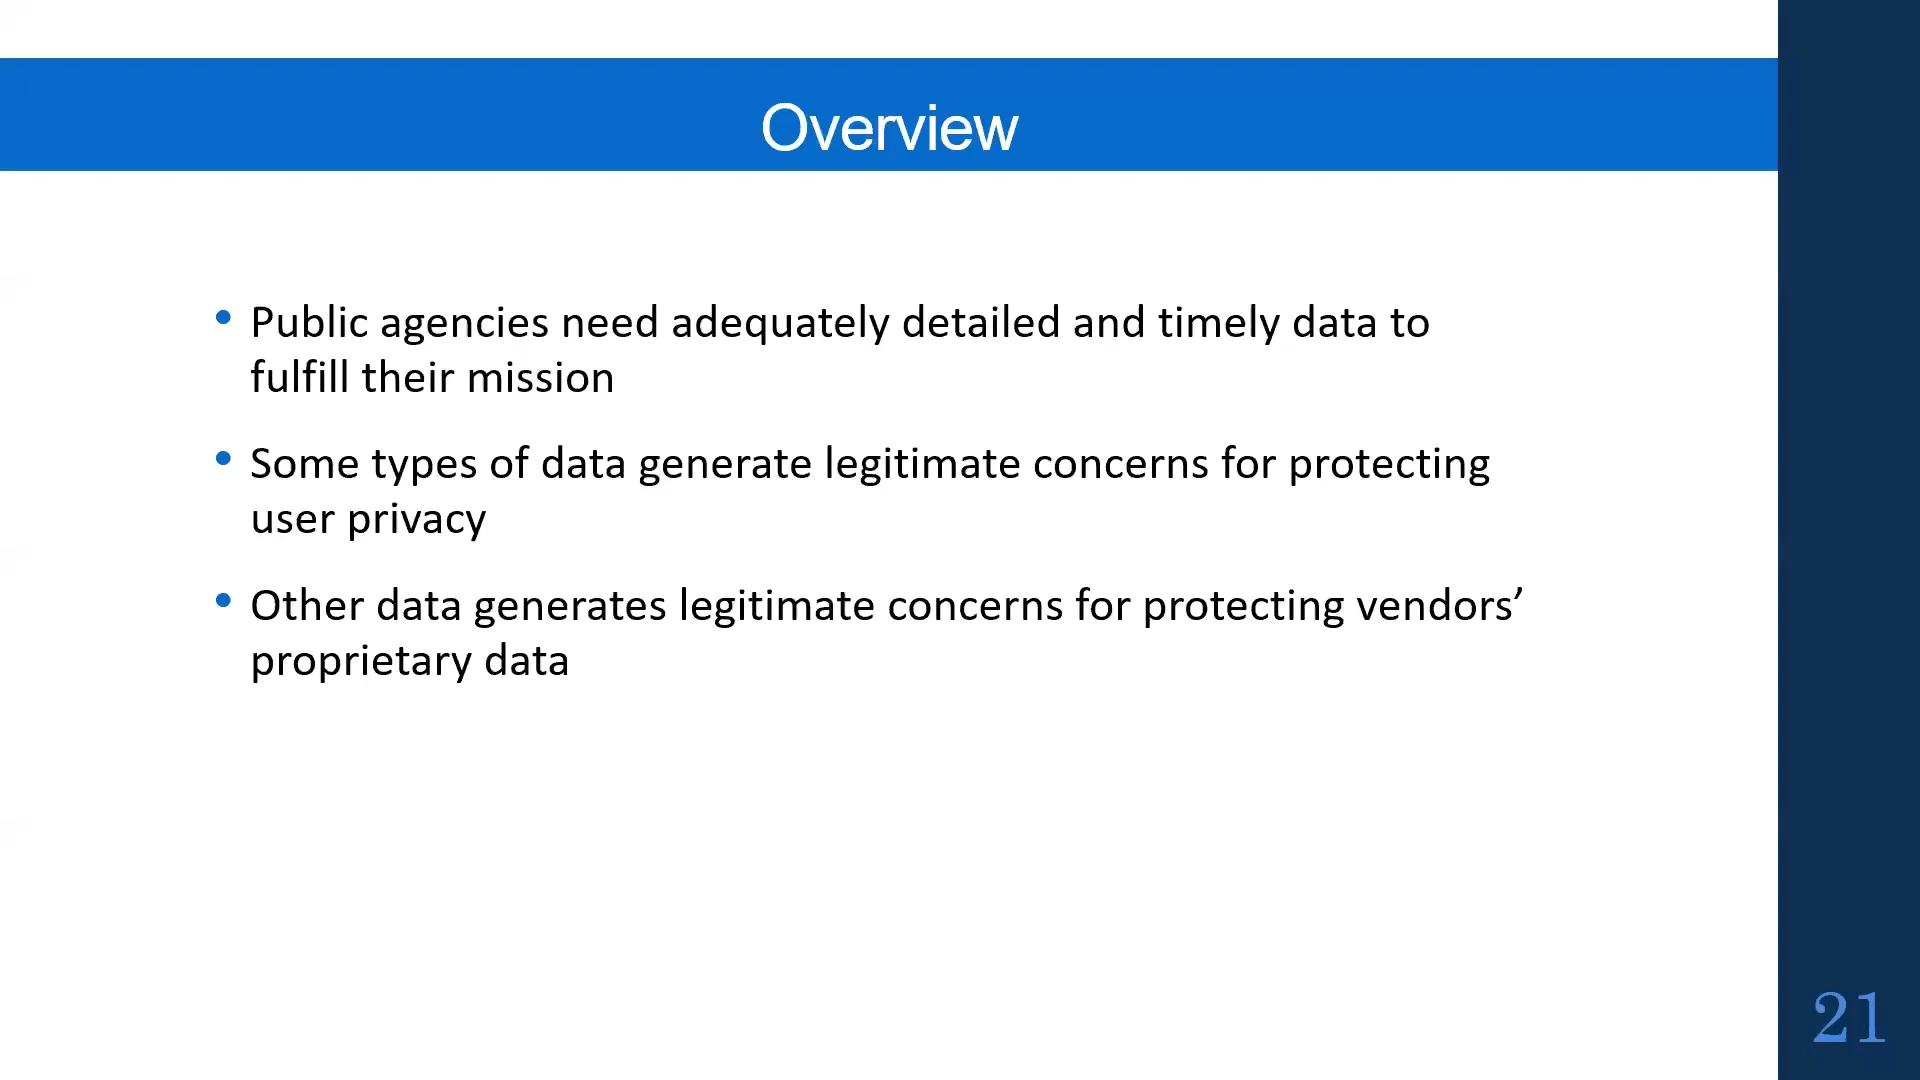 Overview
• Public agencies need adequately detailed and timely data to
fulfill their mission
• Some types of data generate legitimate concerns for protecting
user privacy
• Other data generates legitimate concerns for protecting vendors’
proprietary data
21